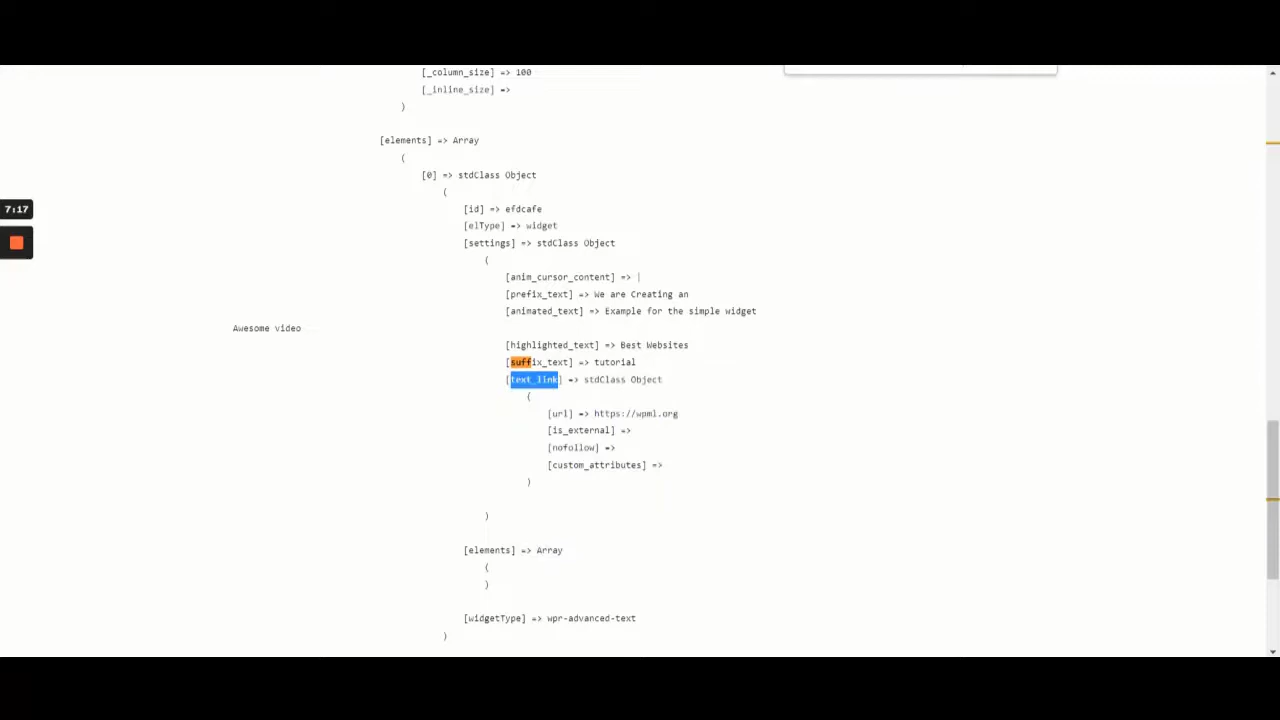 [_column_size] => 100
[_inline_size] =>
)
[elements] => Array
(
[0] => stdClass Object
(
[id] => efdcafe
[elType] => widget
[settings] => stdClass Object
(
[anim_cursor_content] => |
[prefix_text] => We are Creating an
[animated_text] => Example for the simple widget
Awesome video
[highlighted_text] => Best Websites
[suffix_text] => tutorial
[text_link] => stdClass Object
(
[url] => https://wpml.org
[is_external] =>
[nofollow] =>
[custom_attributes] =>
)
)
[elements] => Array
(
)
[widgetType] => wpr-advanced-text
)
7:17